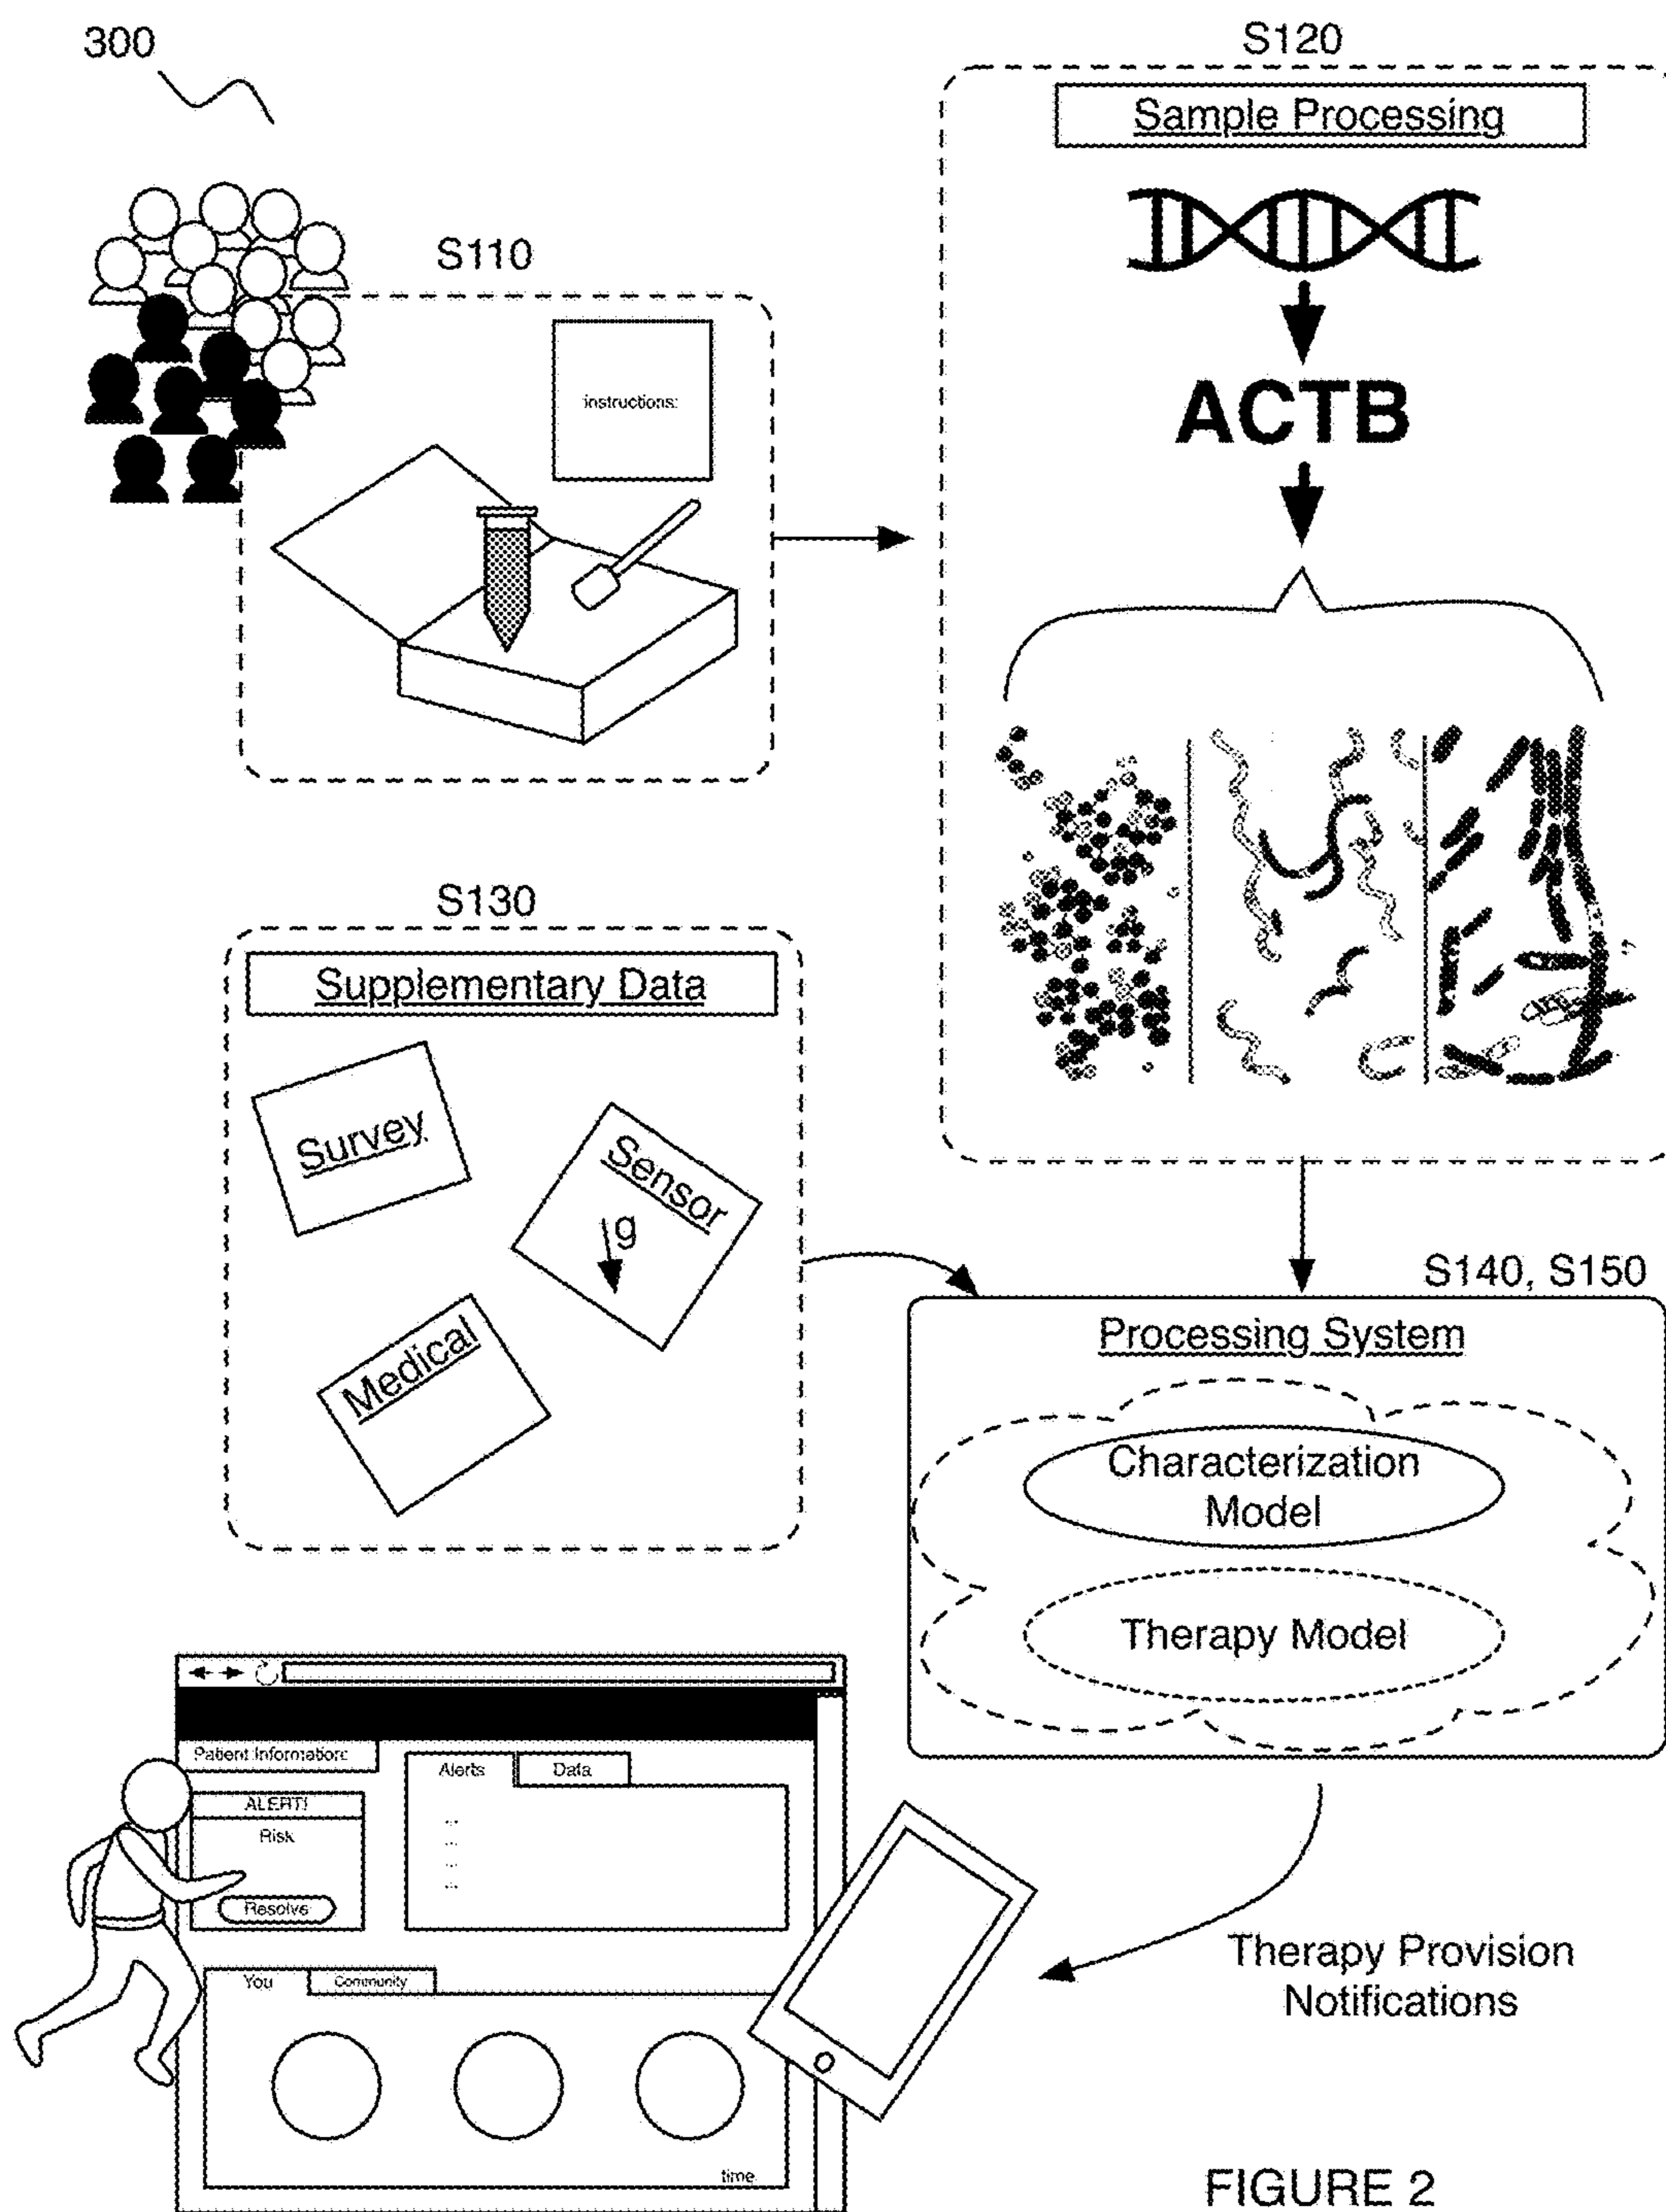 300
S120
Sample Processing
S110
instructions:
ACTB
S130
Supplementary Data
Survey
Sensor
g
Medical
S140, S150
Processing System
Characterization
Model
Therapy Model
Patient Information:
Alerts
Data
ALERT!
Risk
Resolve
You
Community
time
Therapy Provision
Notifications
FIGURE 2